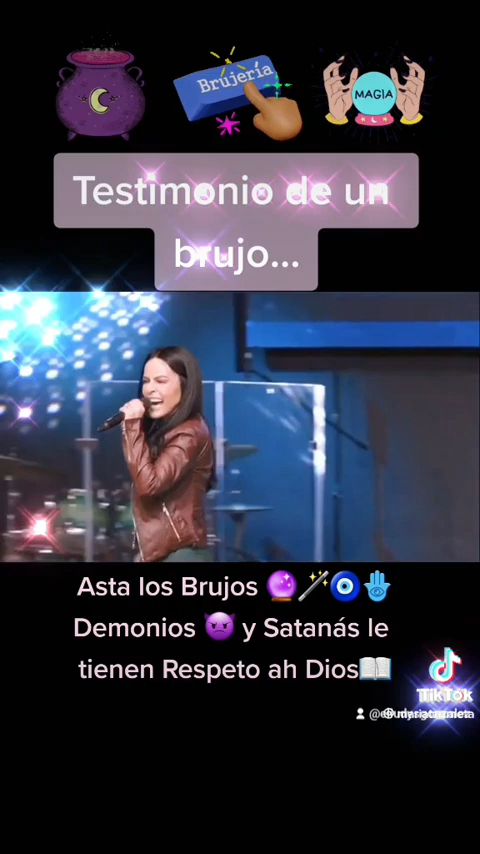 Brujería
MAGIA
Testimonio de un
brujo...
Asta los Brujos
Demonios y Satanás le
tienen Respeto ah Dios
TikTok